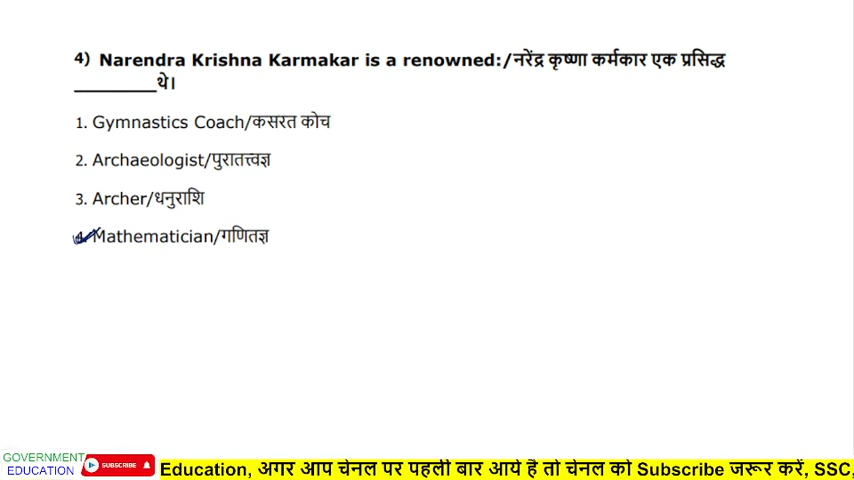 4) Narendra Krishna Karmakar is a renowned:/नरेंद्र कृष्णा कर्मकार एक प्रसिद्ध
________थे।
1. Gymnastics Coach/कसरत कोच
2. Archaeologist/पुरातत्त्वज्ञ
3. Archer/धनुराशि
4. Mathematician/गणितज्ञ
GOVERNMENT
EDUCATION
SUBSCRIBE
Education, अगर आप चेनल पर पहली बार आये है तो चेनल को Subscribe जरूर करें, SSC,